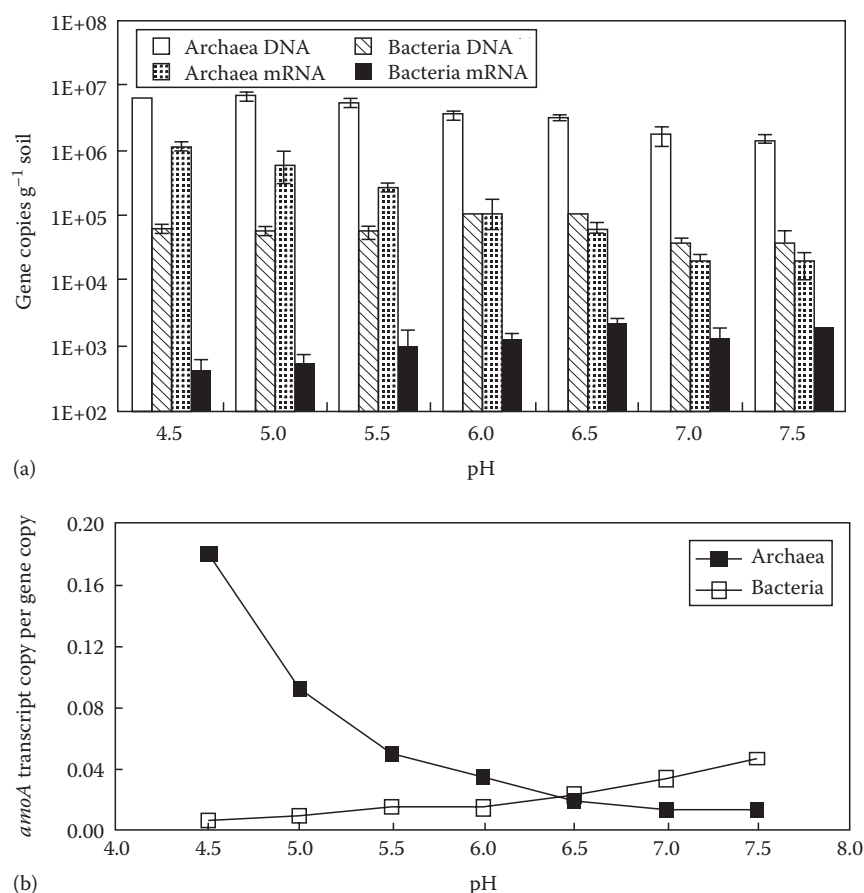 1E+08
1E+07
1E+06
1E+05
1E+04
1E+03
1E+02
Gene copies g⁻¹ soil
Archaea DNA
Bacteria DNA
Archaea mRNA
Bacteria mRNA
4.5 5.0 5.5 6.0 6.5 7.0 7.5
(a)
pH
0.20
0.16
0.12
0.08
0.04
0.00
amoA transcript copy per gene copy
Archaea
Bacteria
4.0 4.5 5.0 5.5 6.0 6.5 7.0 7.5 8.0
(b)
pH